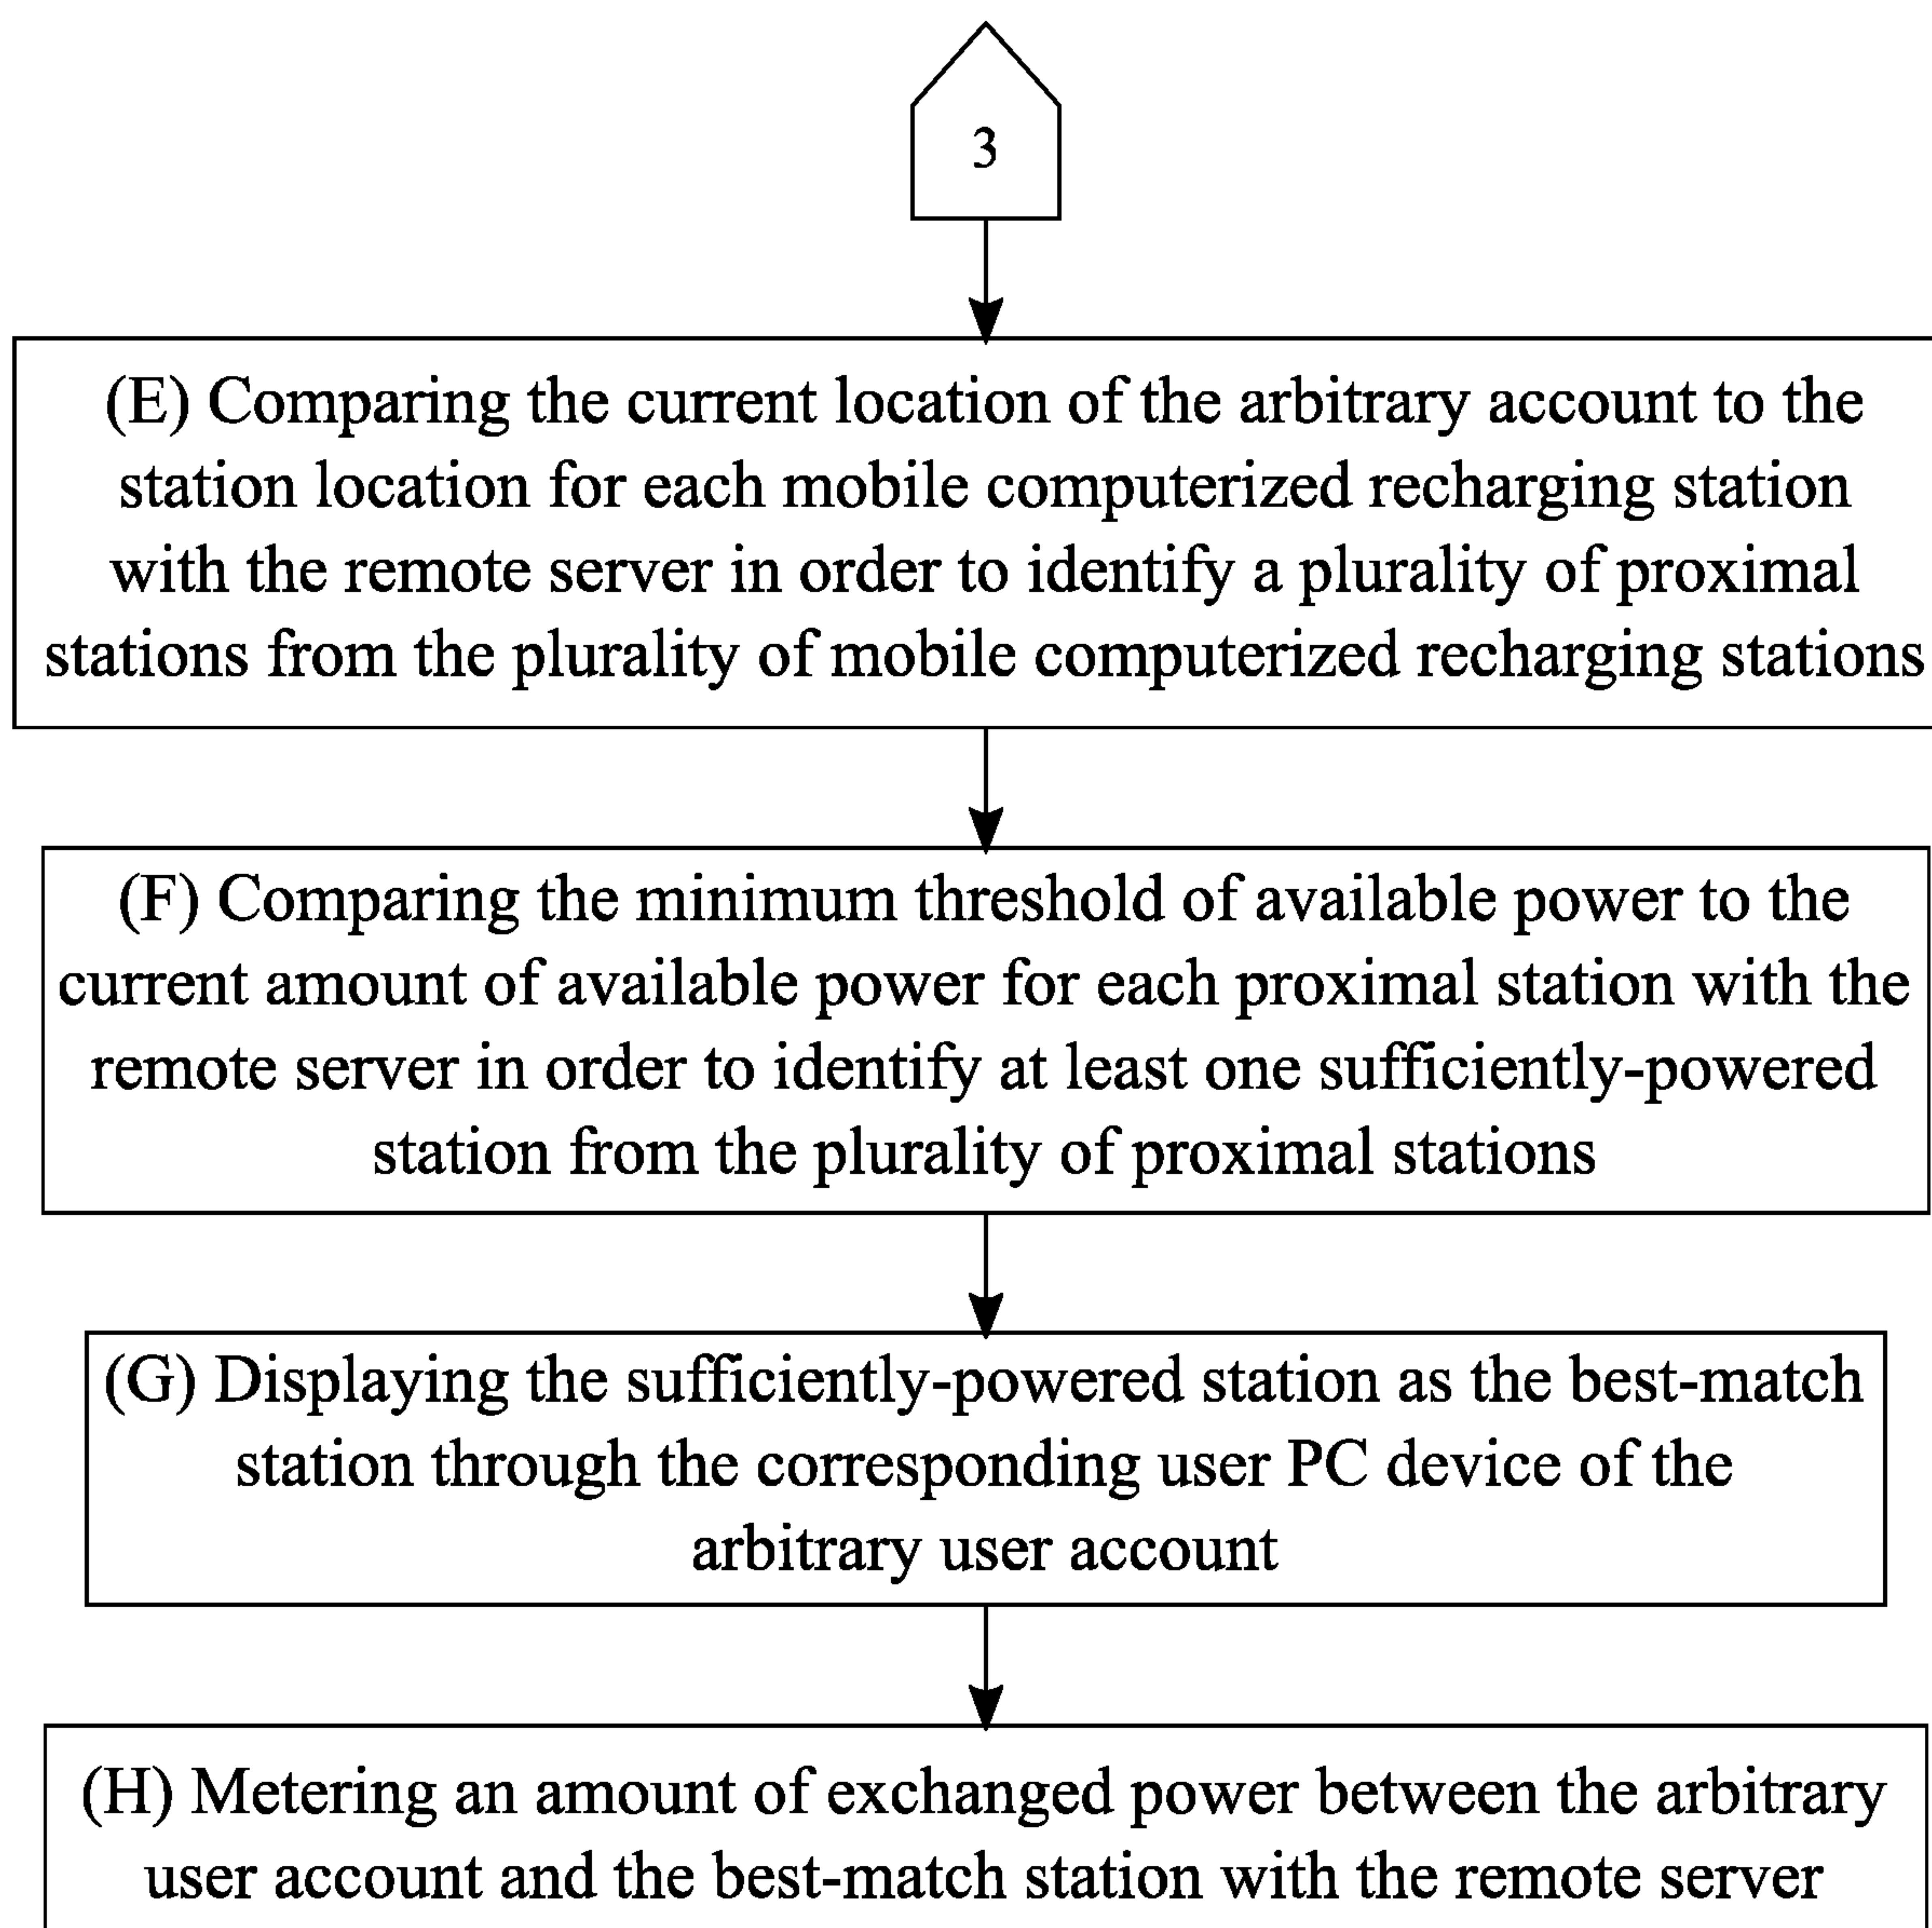 3
(E) Comparing the current location of the arbitrary account to the
station location for each mobile computerized recharging station
with the remote server in order to identify a plurality of proximal
stations from the plurality of mobile computerized recharging stations
(F) Comparing the minimum threshold of available power to the
current amount of available power for each proximal station with the
remote server in order to identify at least one sufficiently-powered
station from the plurality of proximal stations
(G) Displaying the sufficiently-powered station as the best-match
station through the corresponding user PC device of the
arbitrary user account
(H) Metering an amount of exchanged power between the arbitrary
user account and the best-match station with the remote server